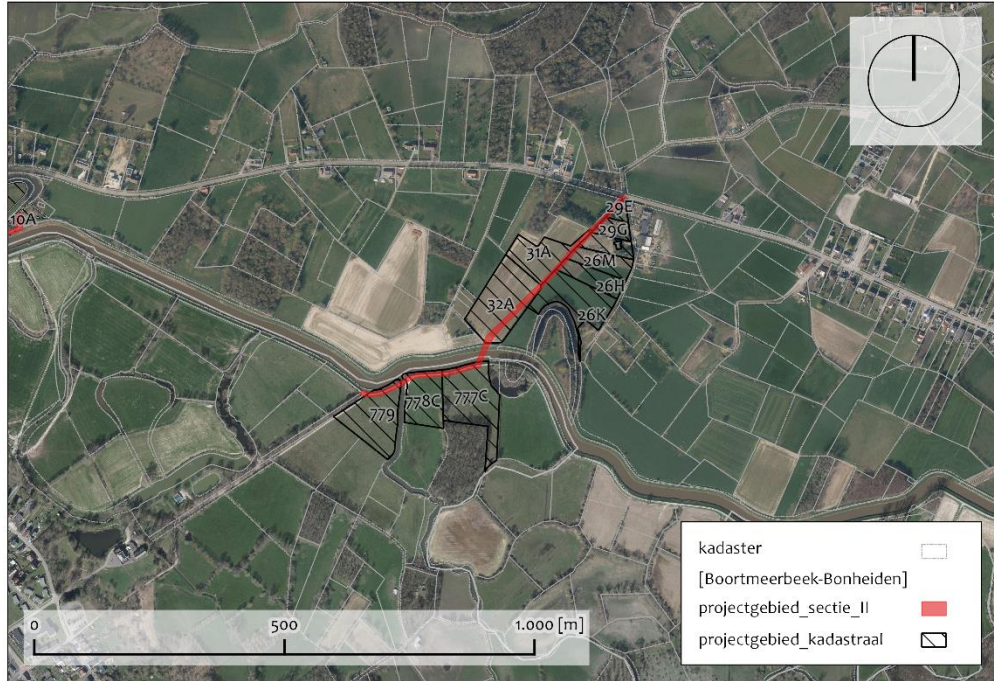 10A
29E
29G
31A
26M
26H
32A
26K
779
778C
777C
kadaster
[Boortmeerbeek-Bonheiden]
projectgebied_sectie_II
projectgebied_kadastraal
0 500 1.000 [m]